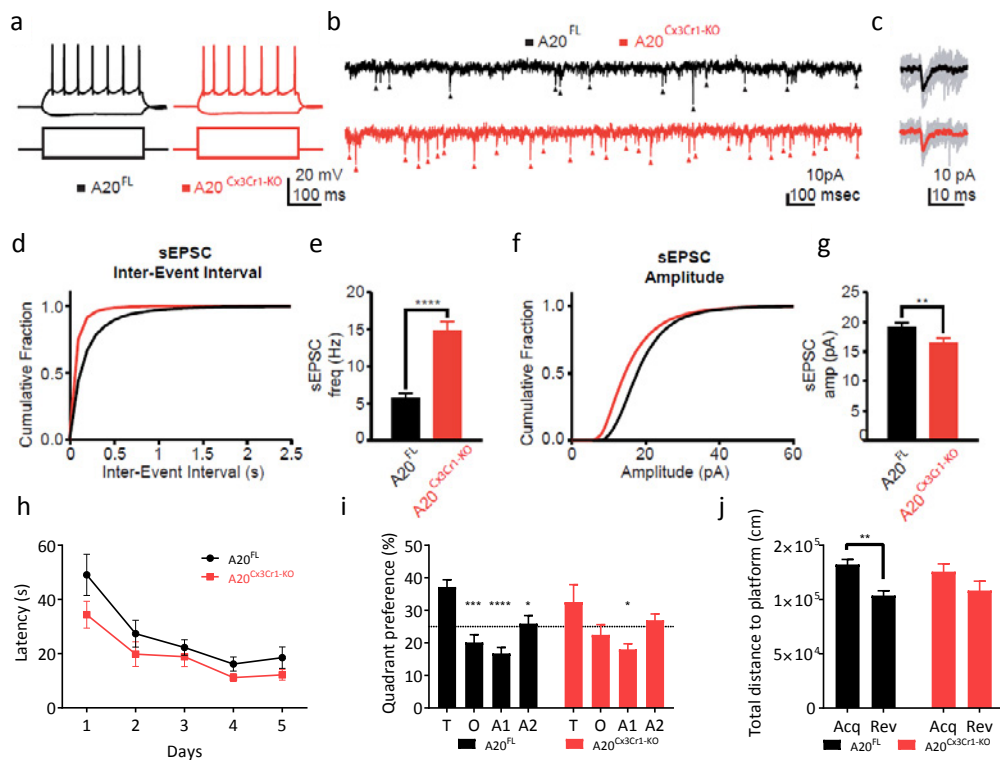 a
20 mV
100 ms
A20FL A20Cx3Cr1-KO
b
A20FL A20Cx3Cr1-KO
10pA
100 msec
c
10 pA
10 ms
d
sEPSC
Inter-Event Interval
Cumulative Fraction
1.0
0.5
0.0
0 0.5 1.0 1.5 2.0 2.5
Inter-Event Interval (s)
e
sEPSC
freq (Hz)
20
15
10
5
0
****
A20FL
A20Cx3Cr1-KO
f
sEPSC
Amplitude
Cumulative Fraction
1.0
0.5
0.0
0 20 40 60
Amplitude (pA)
g
sEPSC
amp (pA)
25
20
15
10
5
0
**
A20FL
A20Cx3Cr1-KO
h
Latency (s)
60
40
20
0
A20FL
A20Cx3Cr1-KO
1 2 3 4 5
Days
i
Quadrant preference (%)
50
40
30
20
10
0
*** **** * *
T O A1 A2 T O A1 A2
A20FL A20Cx3Cr1-KO
j
Total distance to platform (cm)
2×10^5
1×10^5
5×10^4
0
**
Acq Rev Acq Rev
A20FL A20Cx3Cr1-KO